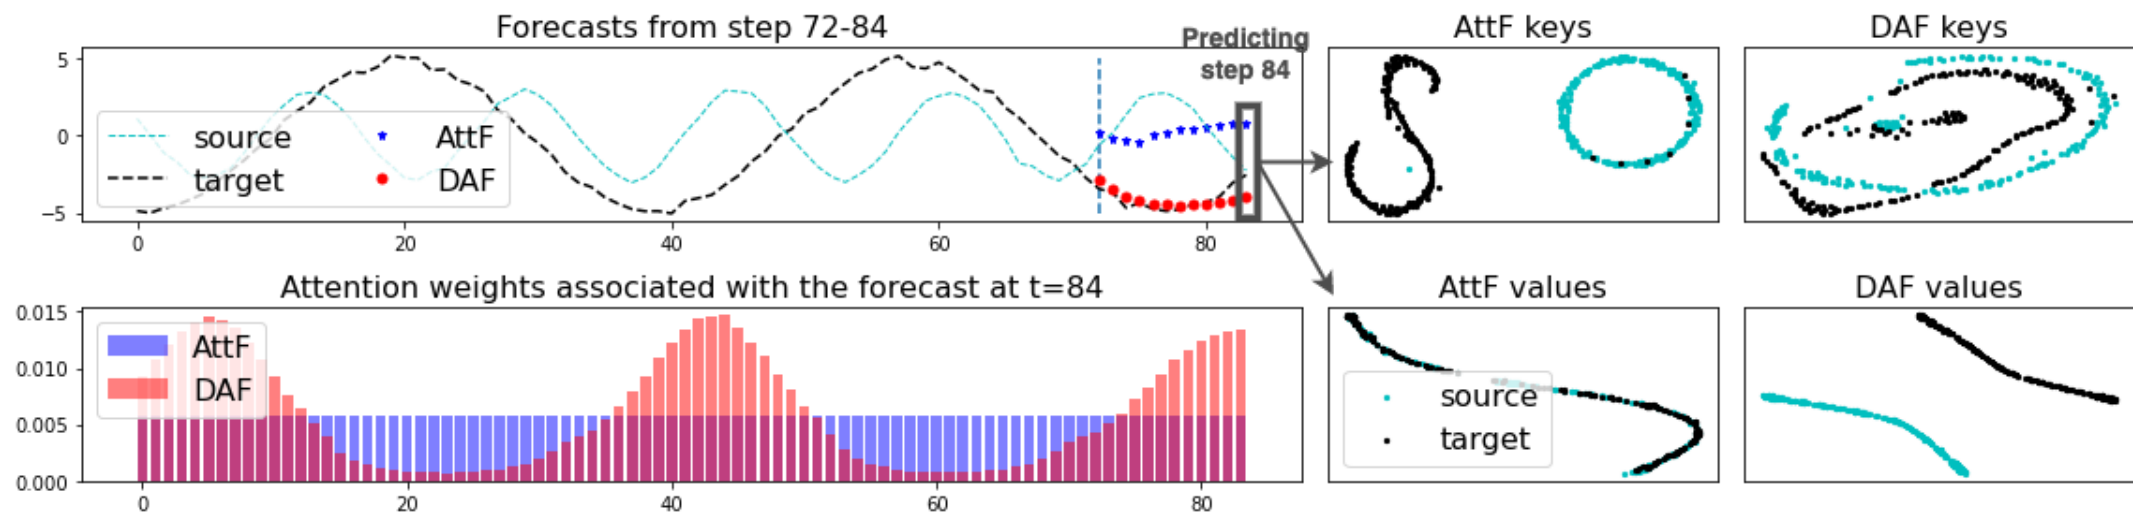 Forecasts from step 72-84
Predicting
step 84
5
0
−5
source
target
AttF
DAF
0
20
40
60
80
AttF keys
DAF keys
Attention weights associated with the forecast at t=84
0.015
0.010
0.005
0.000
AttF
DAF
0
20
40
60
80
AttF values
source
target
DAF values